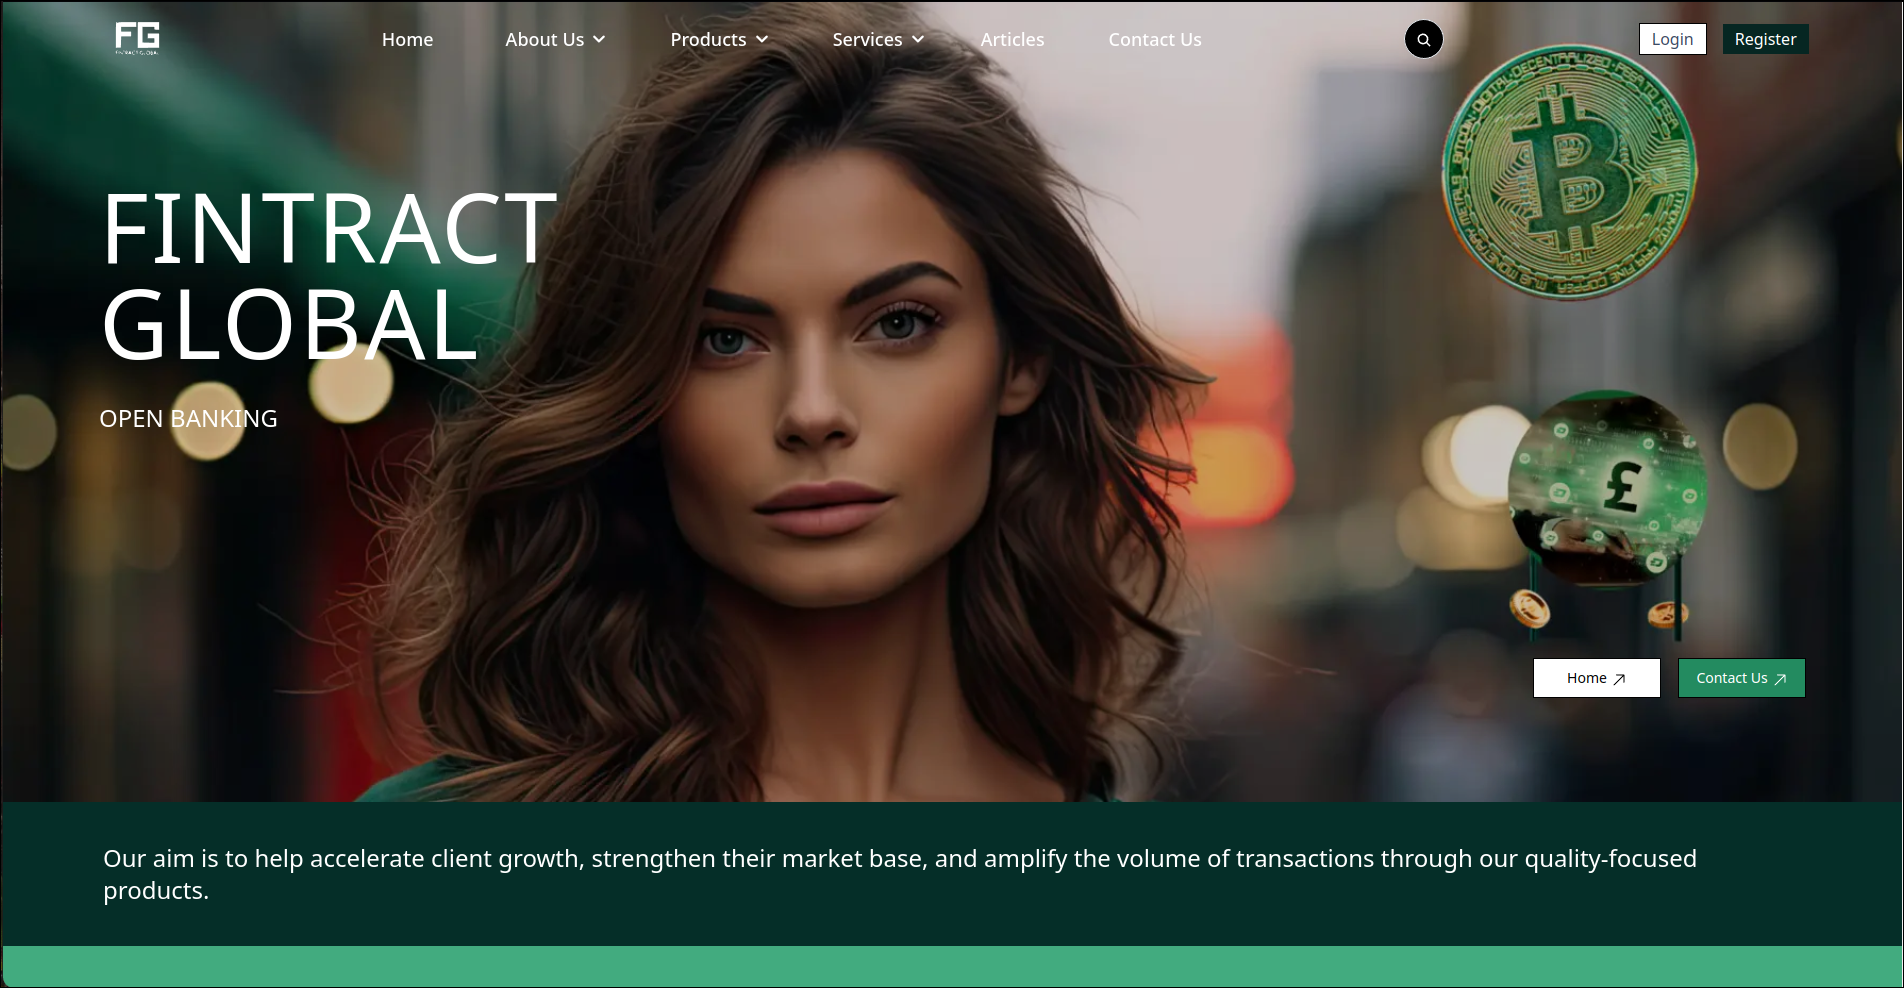 FG
FINTRACT GLOBAL
Home
About Us
Products
Services
Articles
Contact Us
Login
Register
FINTRACT
GLOBAL
OPEN BANKING
£
Home
Contact Us
Our aim is to help accelerate client growth, strengthen their market base, and amplify the volume of transactions through our quality-focused
products.